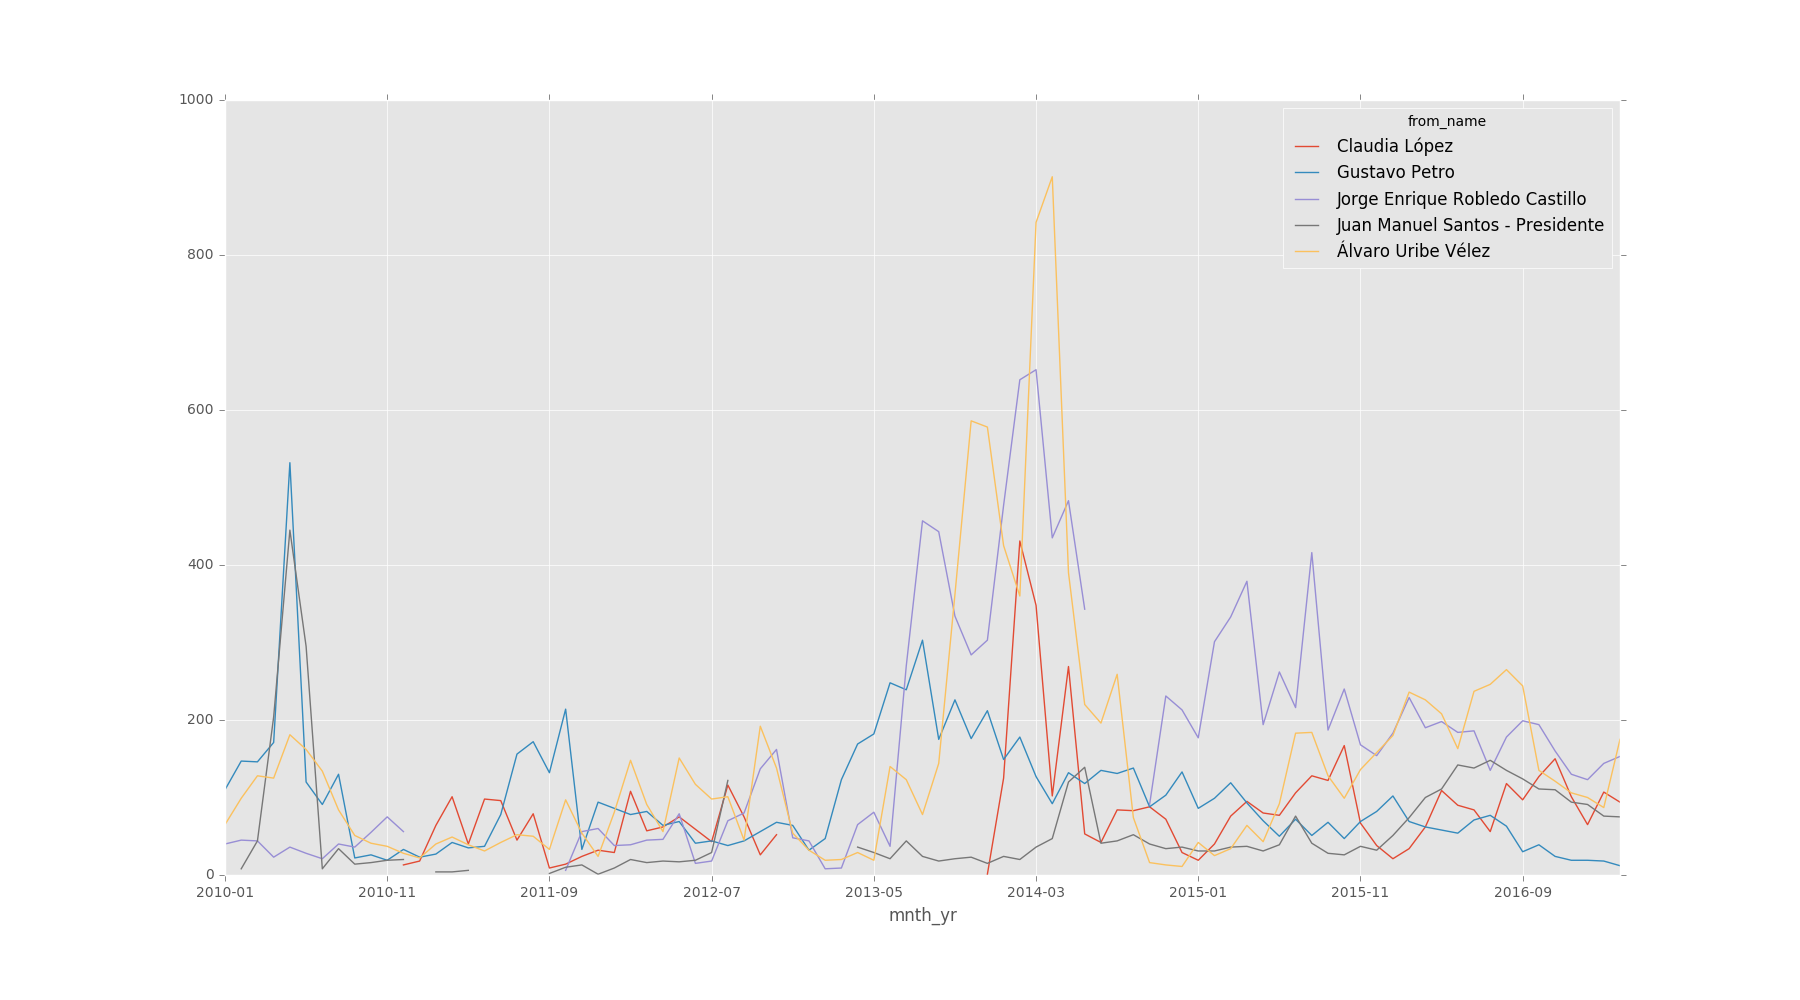 1000
800
600
400
200
0
from_name
Claudia López
Gustavo Petro
Jorge Enrique Robledo Castillo
Juan Manuel Santos - Presidente
Álvaro Uribe Vélez
2010-01 2010-11 2011-09 2012-07 2013-05 2014-03 2015-01 2015-11 2016-09
mnth_yr